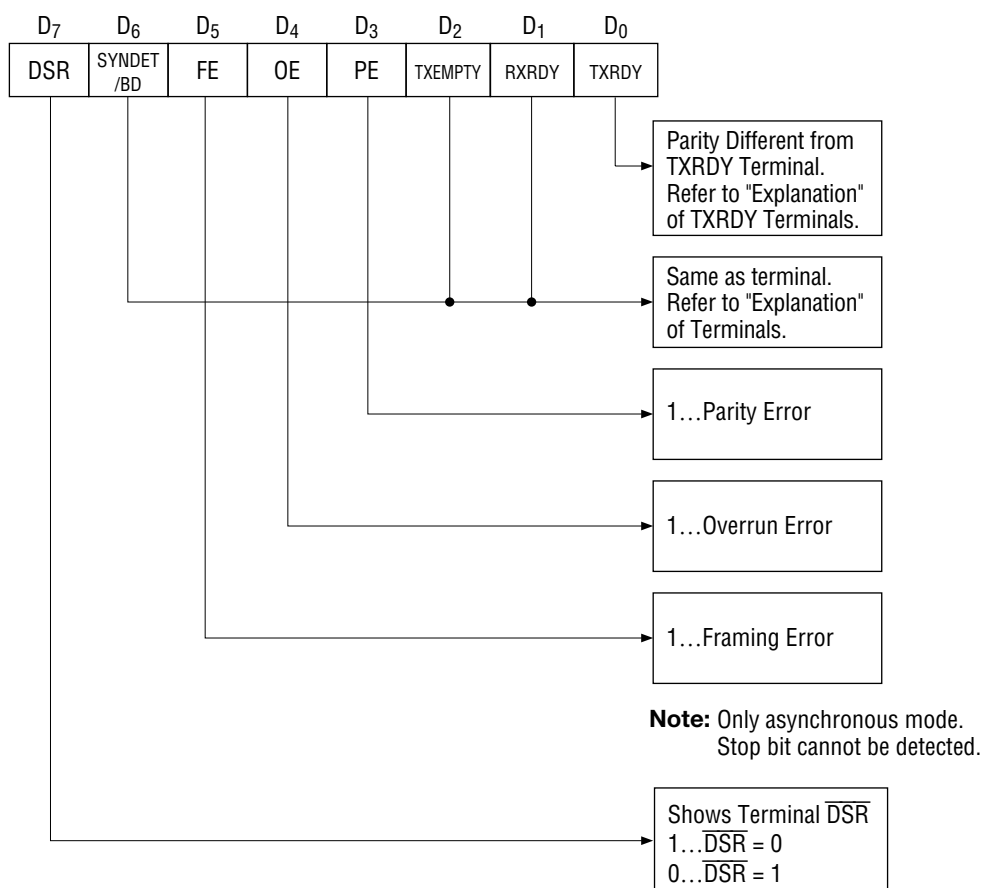 D7 D6 D5 D4 D3 D2 D1 D0
DSR SYNDET/BD FE OE PE TXEMPTY RXRDY TXRDY
Parity Different from
TXRDY Terminal.
Refer to "Explanation"
of TXRDY Terminals.
Same as terminal.
Refer to "Explanation"
of Terminals.
1...Parity Error
1...Overrun Error
1...Framing Error
Note: Only asynchronous mode.
Stop bit cannot be detected.
Shows Terminal D̅S̅R̅
1...D̅S̅R̅ = 0
0...D̅S̅R̅ = 1